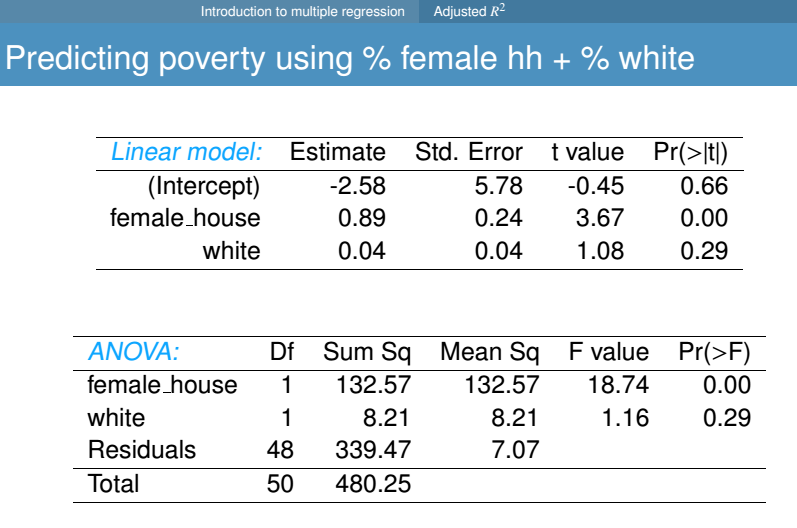 Introduction to multiple regression Adjusted R²
Predicting poverty using % female hh + % white
Linear model: Estimate Std. Error t value Pr(>|t|)
(Intercept) -2.58 5.78 -0.45 0.66
female_house 0.89 0.24 3.67 0.00
white 0.04 0.04 1.08 0.29
ANOVA: Df Sum Sq Mean Sq F value Pr(>F)
female_house 1 132.57 132.57 18.74 0.00
white 1 8.21 8.21 1.16 0.29
Residuals 48 339.47 7.07
Total 50 480.25